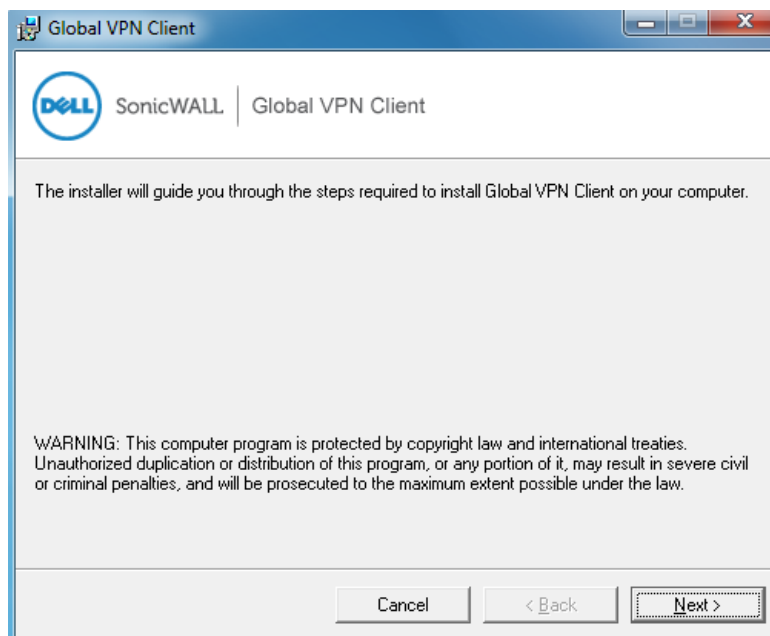 Global VPN Client
DELL SonicWALL | Global VPN Client
The installer will guide you through the steps required to install Global VPN Client on your computer.
WARNING: This computer program is protected by copyright law and international treaties.
Unauthorized duplication or distribution of this program, or any portion of it, may result in severe civil
or criminal penalties, and will be prosecuted to the maximum extent possible under the law.
Cancel < Back Next >